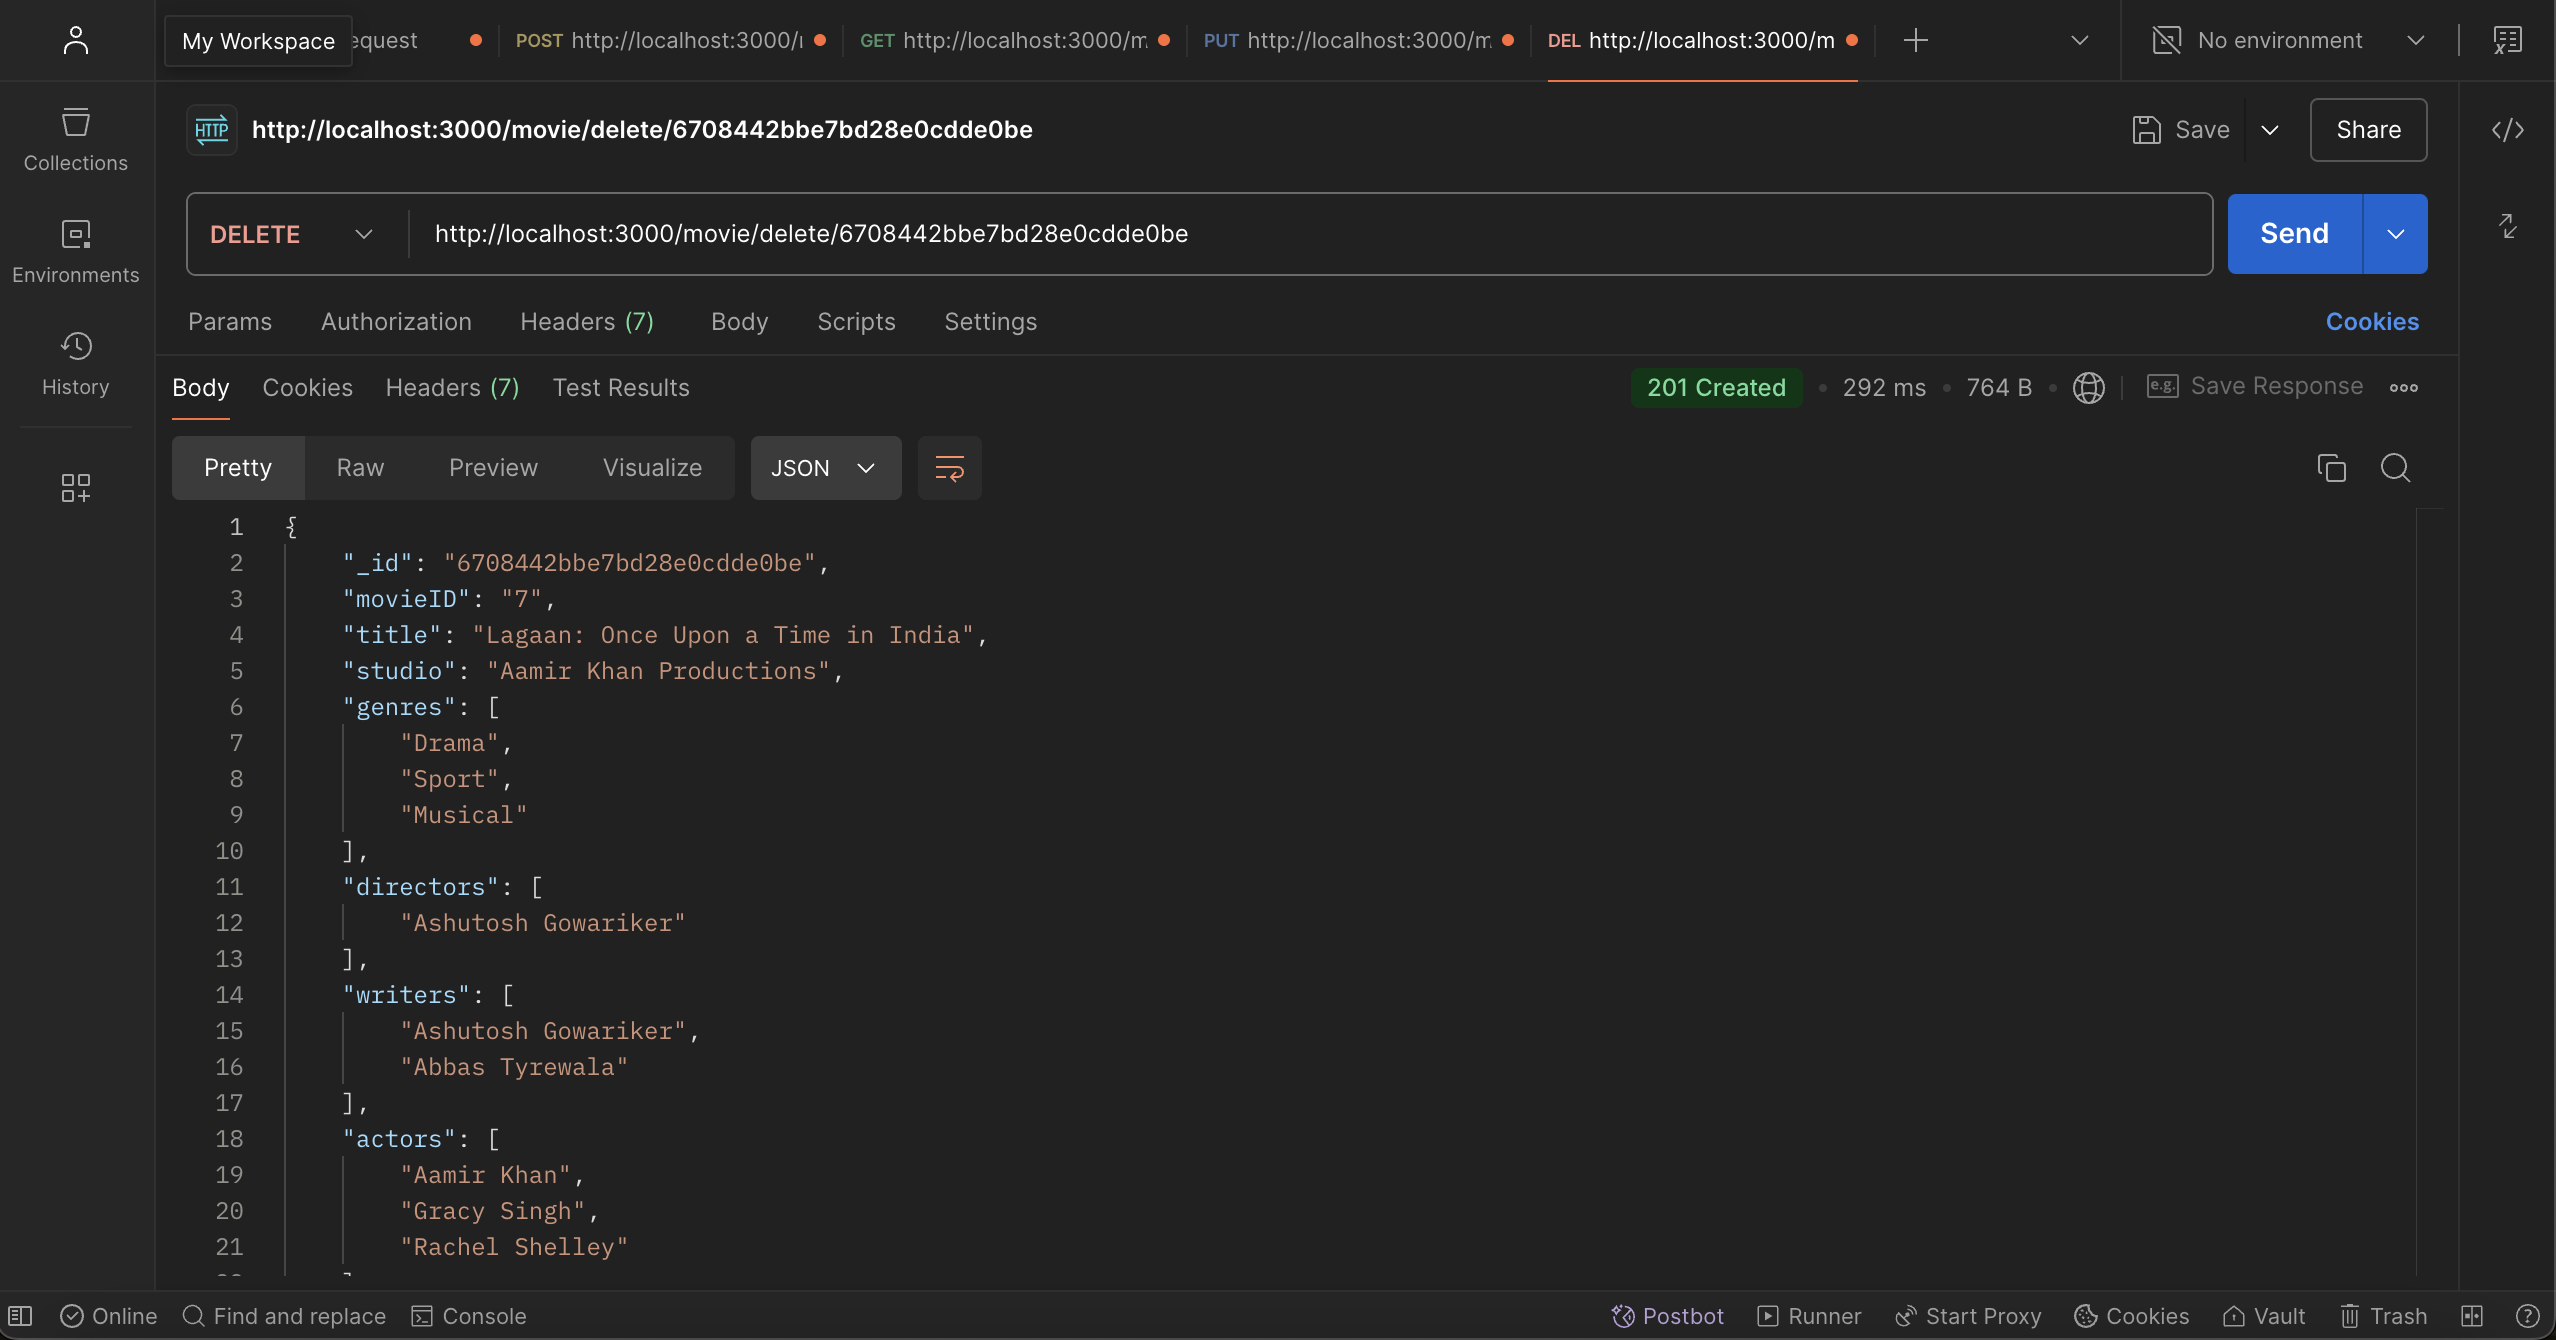 My Workspace
equest
POST http://localhost:3000/
GET http://localhost:3000/m
PUT http://localhost:3000/m
DEL http://localhost:3000/m
No environment
HTTP http://localhost:3000/movie/delete/6708442bbe7bd28e0cdde0be
Save
Share
Collections
DELETE http://localhost:3000/movie/delete/6708442bbe7bd28e0cdde0be
Send
Environments
Params Authorization Headers (7) Body Scripts Settings Cookies
History
Body Cookies Headers (7) Test Results
201 Created • 292 ms • 764 B •
e.g. Save Response
Pretty Raw Preview Visualize JSON
1 {
2 "_id": "6708442bbe7bd28e0cdde0be",
3 "movieID": "7",
4 "title": "Lagaan: Once Upon a Time in India",
5 "studio": "Aamir Khan Productions",
6 "genres": [
7 "Drama",
8 "Sport",
9 "Musical"
10 ],
11 "directors": [
12 "Ashutosh Gowariker"
13 ],
14 "writers": [
15 "Ashutosh Gowariker",
16 "Abbas Tyrewala"
17 ],
18 "actors": [
19 "Aamir Khan",
20 "Gracy Singh",
21 "Rachel Shelley"
Online Find and replace Console Postbot Runner Start Proxy Cookies Vault Trash